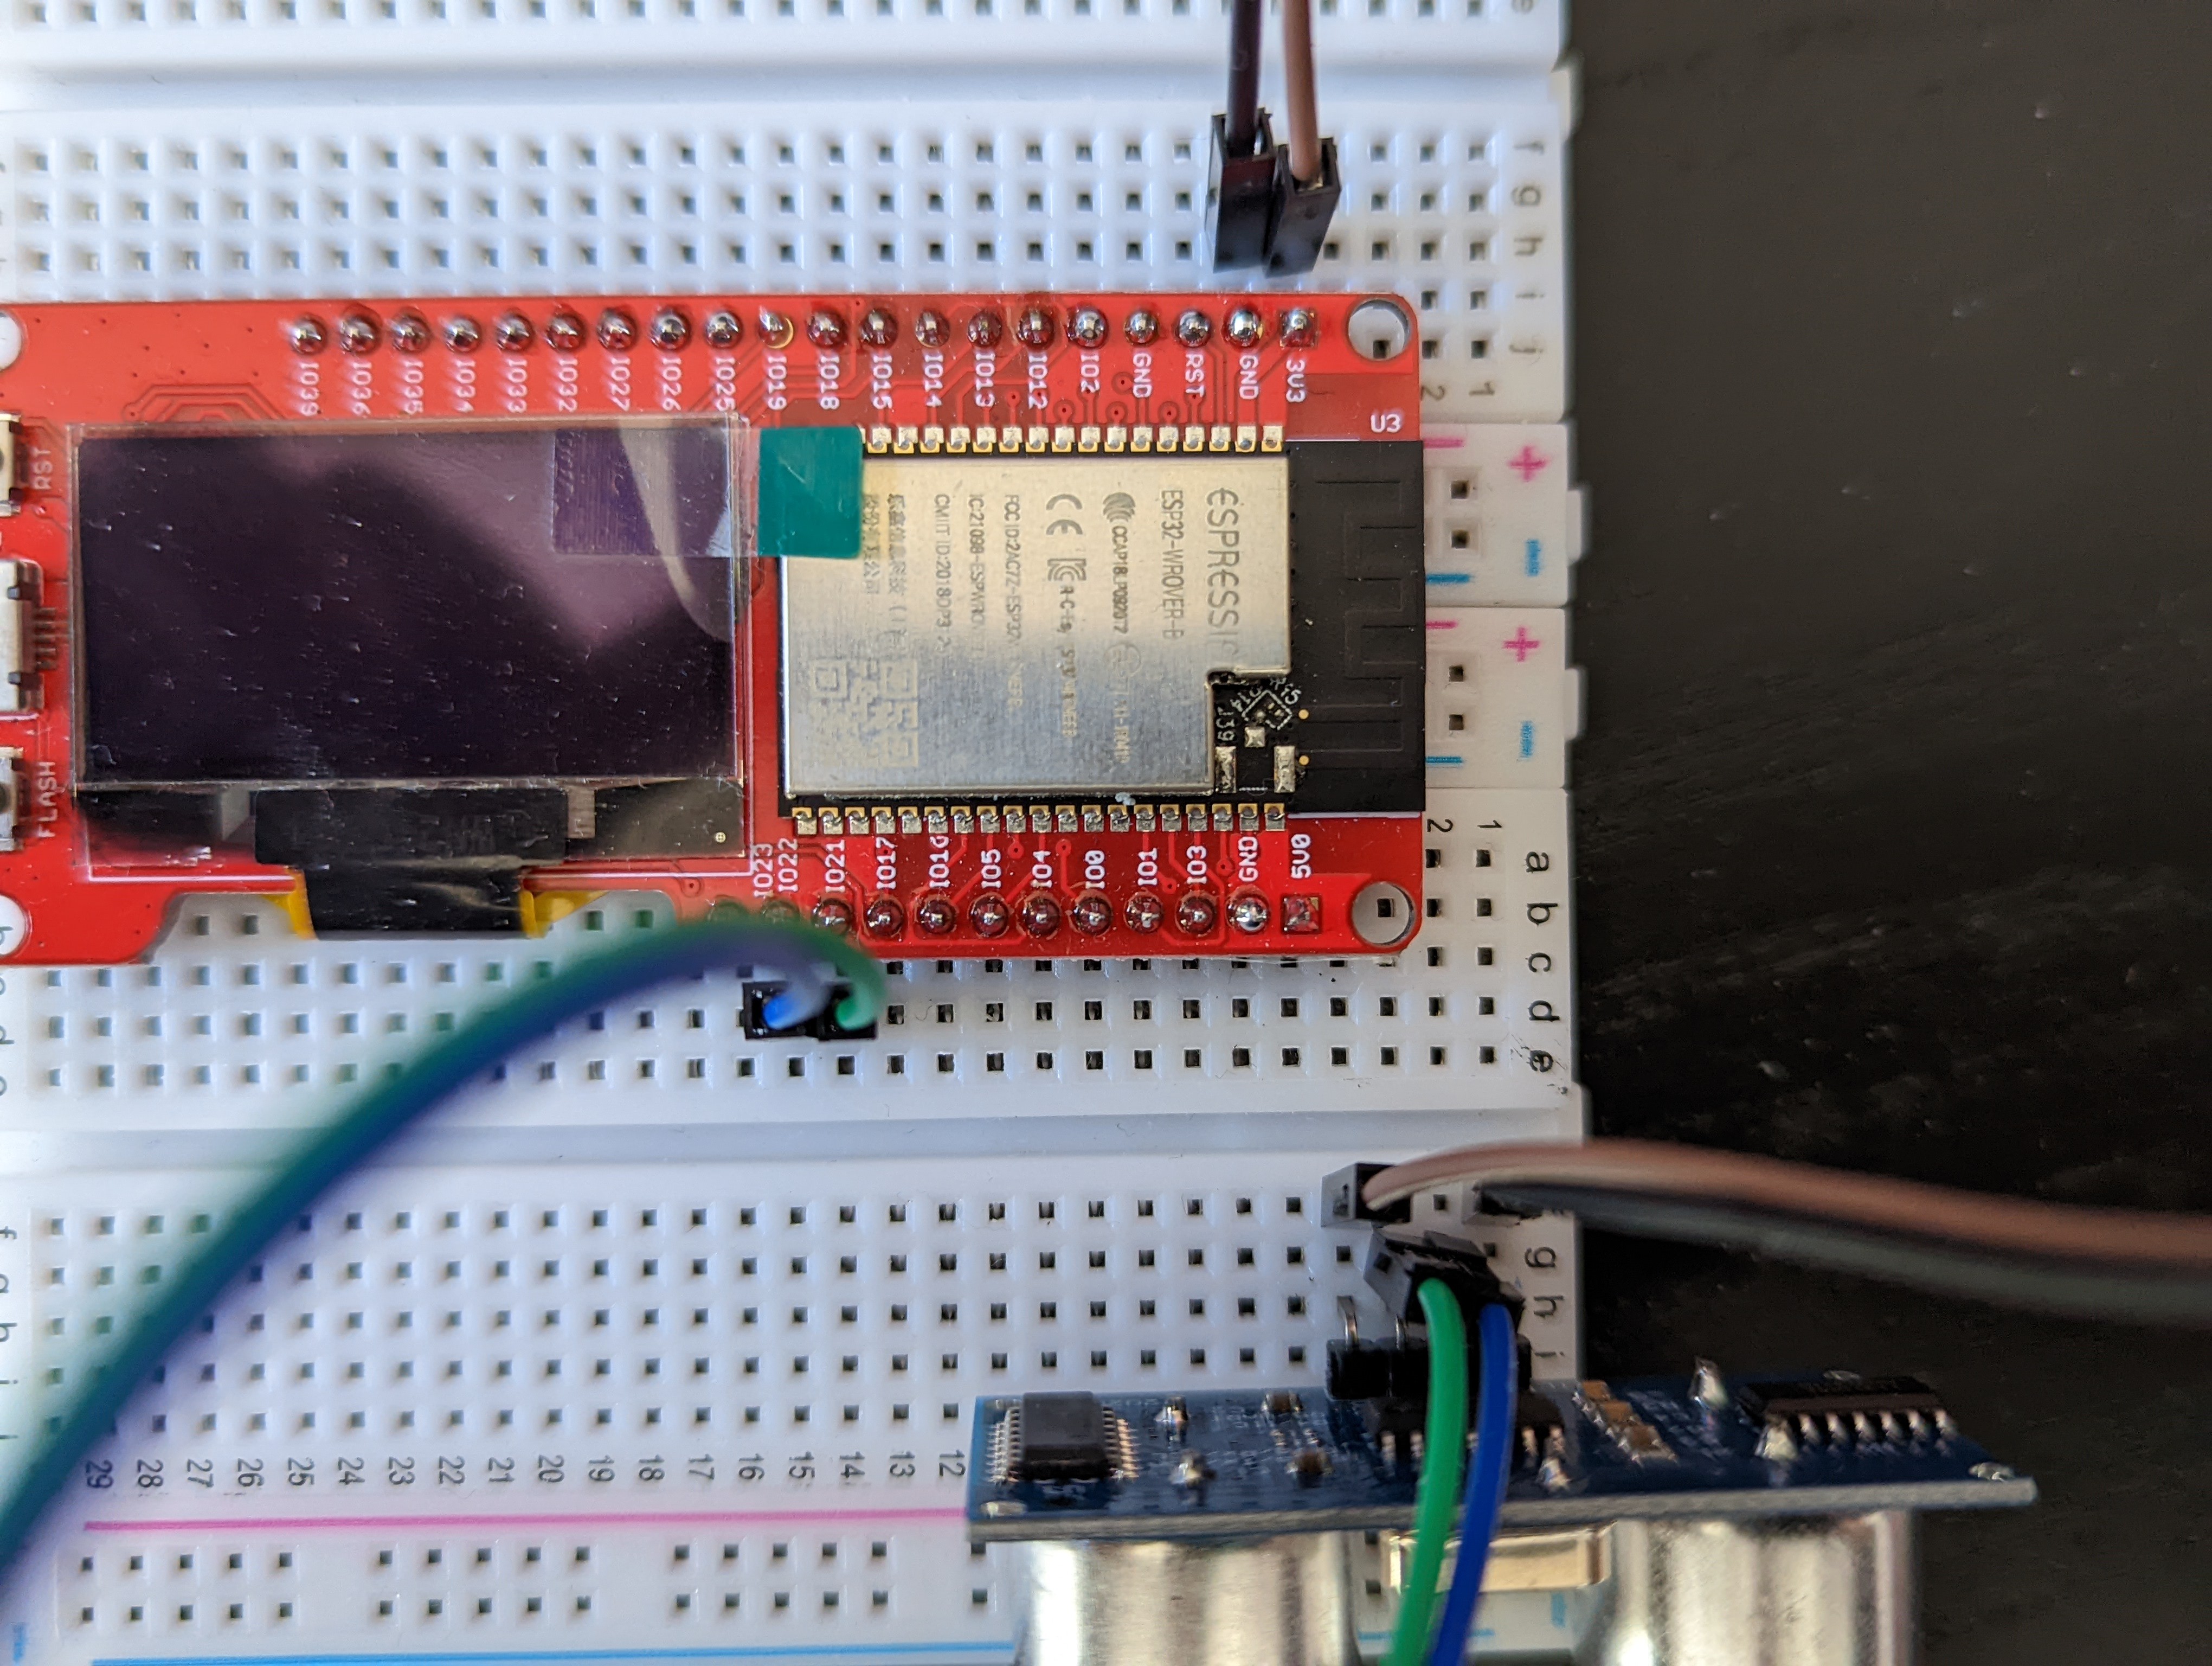 e
f
g
h
i
j
2 1
IO39 IO36 IO35 IO34 IO33 IO32 IO27 IO26 IO25 IO19 IO18 IO15 IO14 IO13 IO12 IO2 GND RST GND 3V3
U3
RST
FLASH
+
+
ESPRESSIF
ESP32-WROVER-B
CE
R-C-
IO23 IO22 IO21 IO17 IO16 IO5 IO4 IO0 IO1 IO3 GND 5V0
2 1
a
b
c
d
e
f
g
h
i
29 28 27 26 25 24 23 22 21 20 19 18 17 16 15 14 13 12